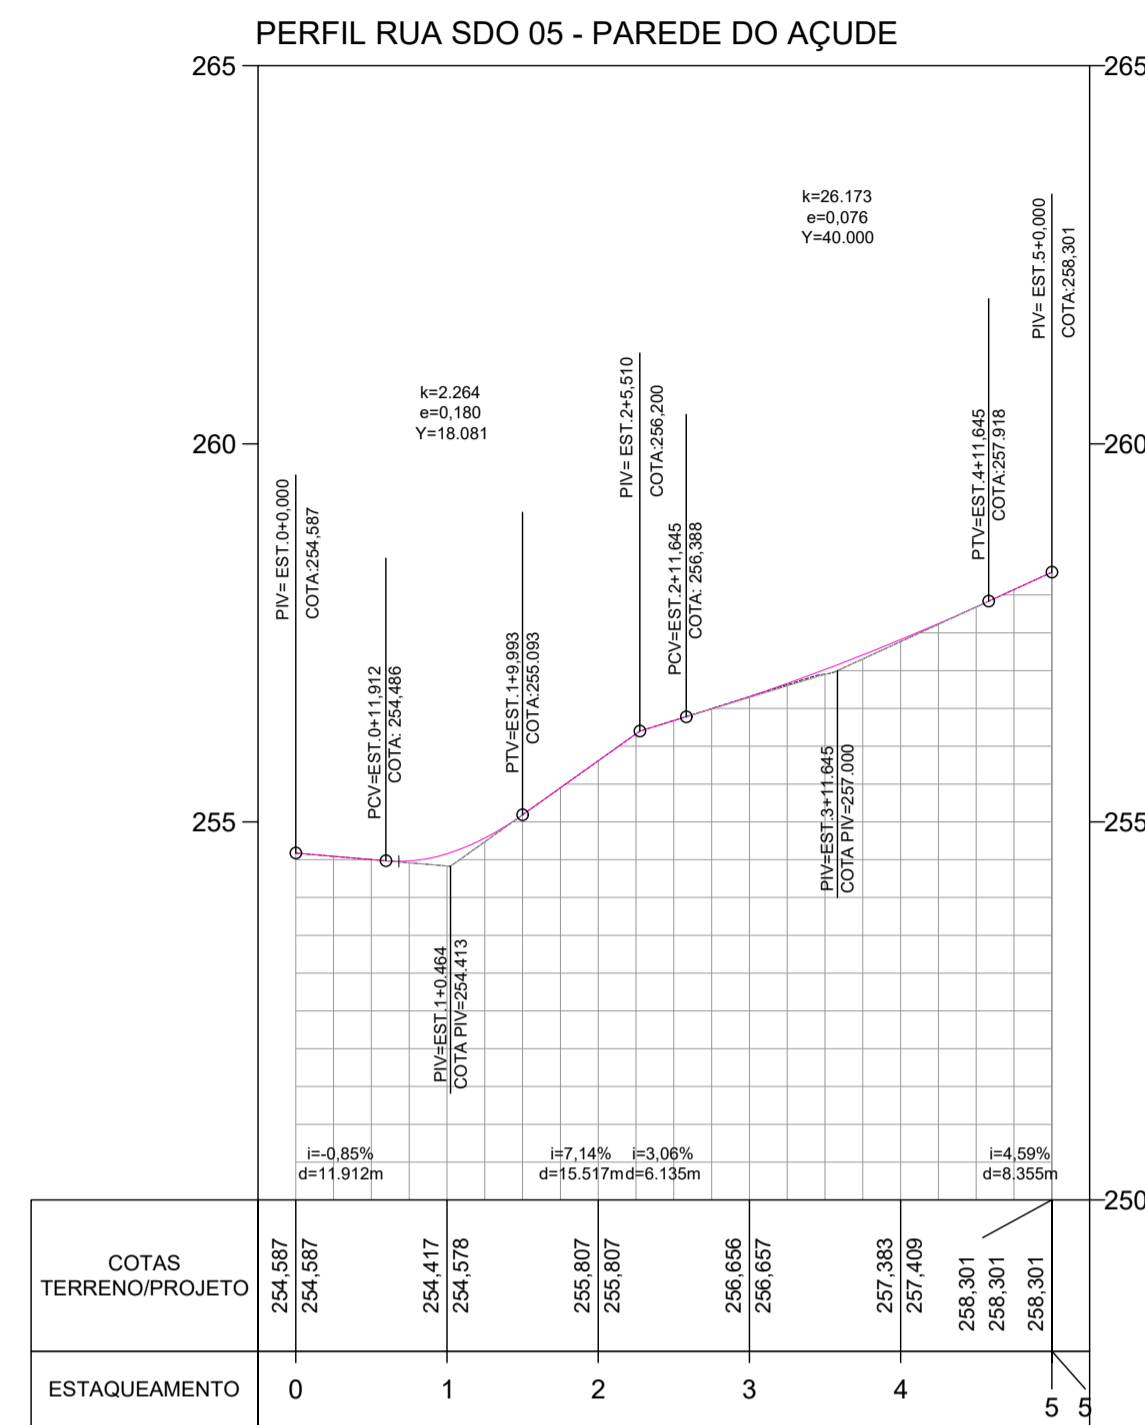 PERFIL RUA SDO 05 - PAREDE DO AÇUDE
265
265
k=26.173
e=0,076
Y=40.000
PIV= EST.5+0,000
COTA:258,301
k=2.264
e=0,180
Y=18.081
PIV= EST.2+5,510
COTA:256,200
PTV=EST.4+11,645
COTA:257.918
260
260
PIV= EST.0+0,000
COTA:254,587
PCV=EST.2+11,645
COTA: 256,388
PCV=EST.0+11,912
COTA: 254,486
PTV=EST.1+9,993
COTA:255.093
255
255
PIV=EST.3+11.645
COTA PIV=257.000
PIV=EST.1+0.464
COTA PIV=254.413
i=-0,85%
d=11.912m
i=7,14%
d=15.517m
i=3,06%
d=6.135m
i=4,59%
d=8.355m
250
COTAS
TERRENO/PROJETO
254,587
254,587
254,417
254,578
255,807
255,807
256,656
256,657
257,383
257,409
258,301
258,301
258,301
ESTAQUEAMENTO
0
1
2
3
4
5
5